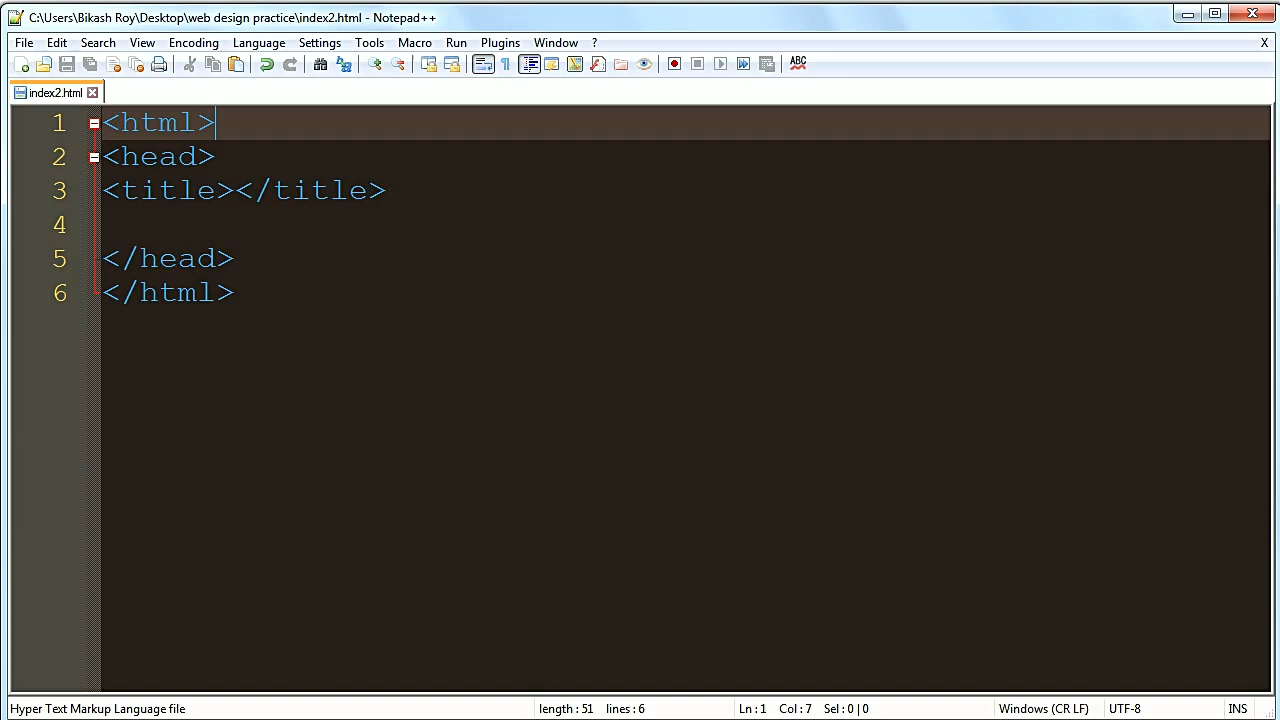 C:\Users\Bikash Roy\Desktop\web design practice\index2.html - Notepad++
File Edit Search View Encoding Language Settings Tools Macro Run Plugins Window ? X
ABC
index2.html
1 <html>
2 <head>
3 <title></title>
4
5 </head>
6 </html>
Hyper Text Markup Language file length : 51 lines : 6 Ln : 1 Col : 7 Sel : 0 | 0 Windows (CR LF) UTF-8 INS